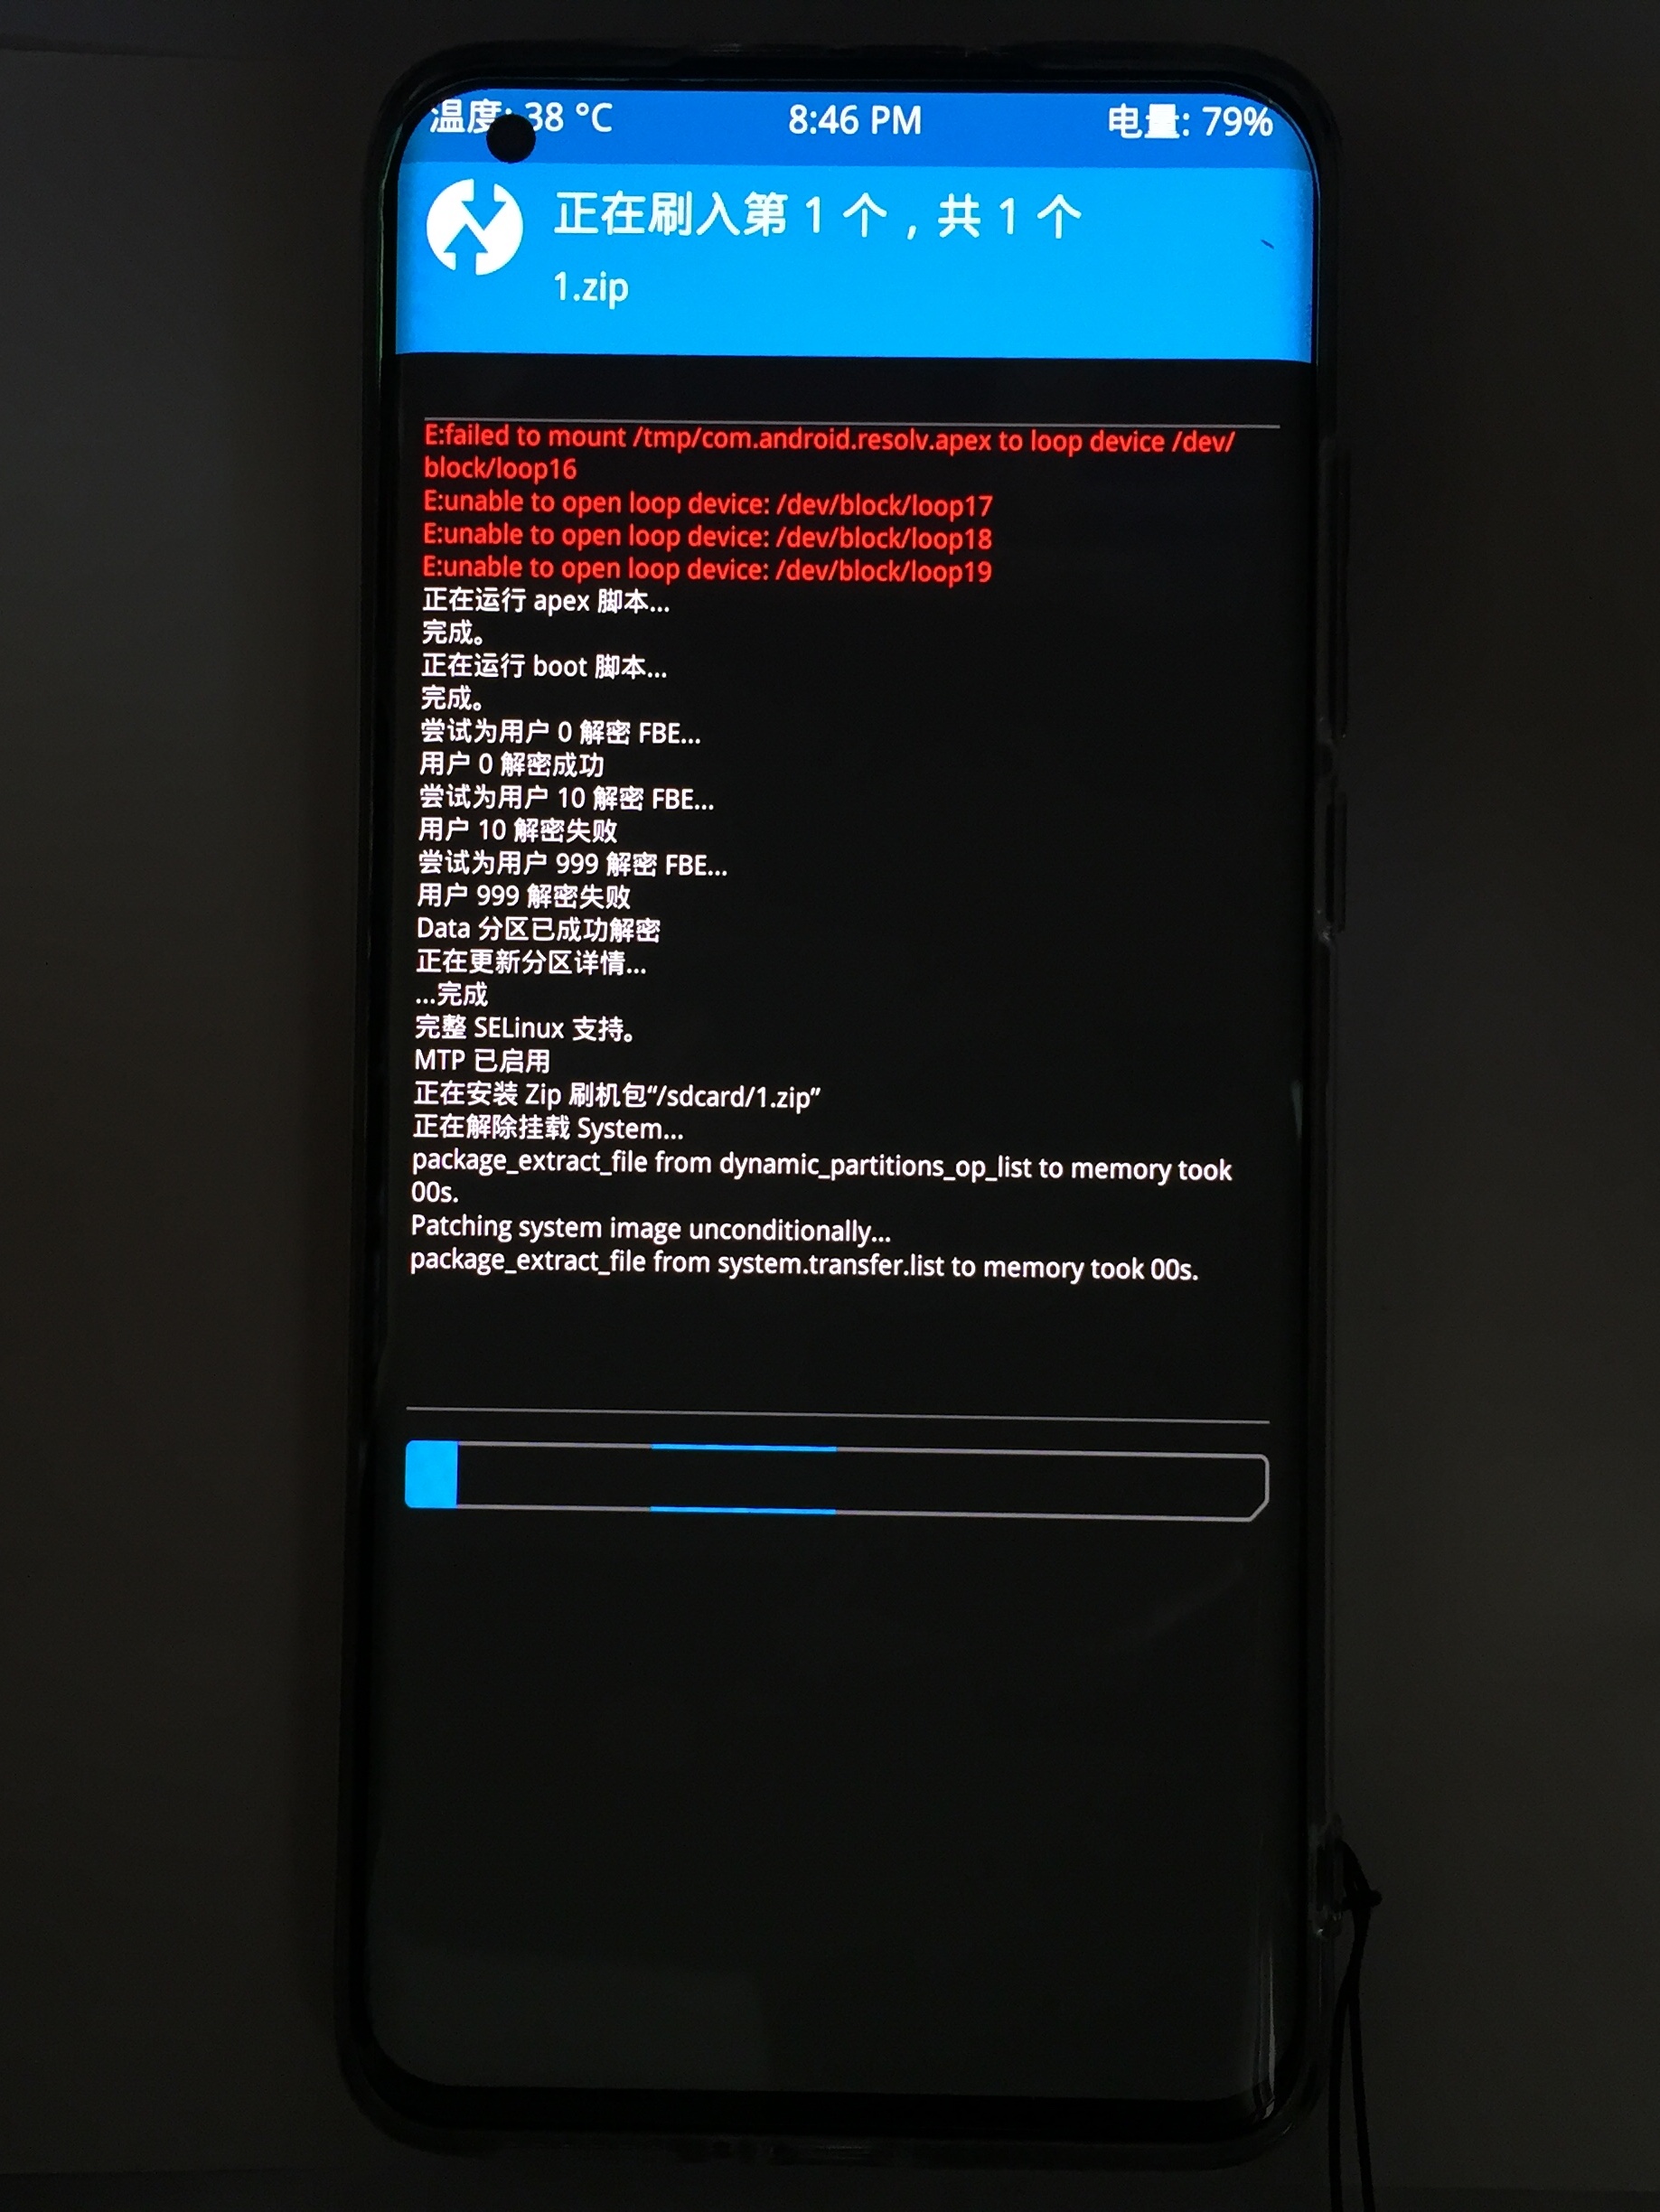 温度: 38 °C 8:46 PM 电量: 79%
正在刷入第 1 个，共 1 个
1.zip
E:failed to mount /tmp/com.android.resolv.apex to loop device /dev/
block/loop16
E:unable to open loop device: /dev/block/loop17
E:unable to open loop device: /dev/block/loop18
E:unable to open loop device: /dev/block/loop19
正在运行 apex 脚本...
完成。
正在运行 boot 脚本...
完成。
尝试为用户 0 解密 FBE...
用户 0 解密成功
尝试为用户 10 解密 FBE...
用户 10 解密失败
尝试为用户 999 解密 FBE...
用户 999 解密失败
Data 分区已成功解密
正在更新分区详情...
...完成
完整 SELinux 支持。
MTP 已启用
正在安装 Zip 刷机包“/sdcard/1.zip”
正在解除挂载 System...
package_extract_file from dynamic_partitions_op_list to memory took
00s.
Patching system image unconditionally...
package_extract_file from system.transfer.list to memory took 00s.